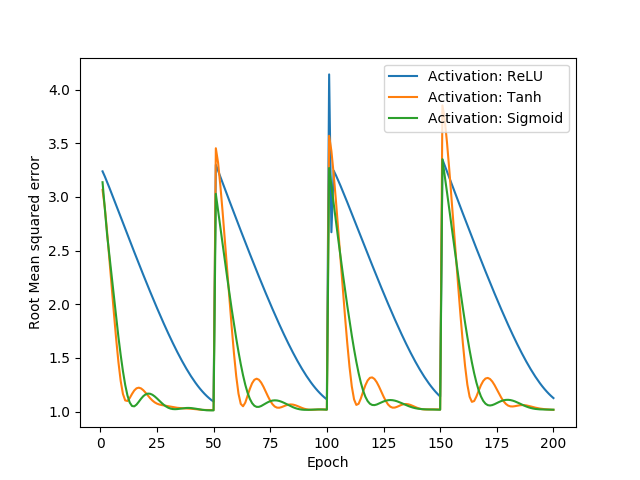 Activation: ReLU
Activation: Tanh
Activation: Sigmoid
Root Mean squared error
4.0
3.5
3.0
2.5
2.0
1.5
1.0
0 25 50 75 100 125 150 175 200
Epoch